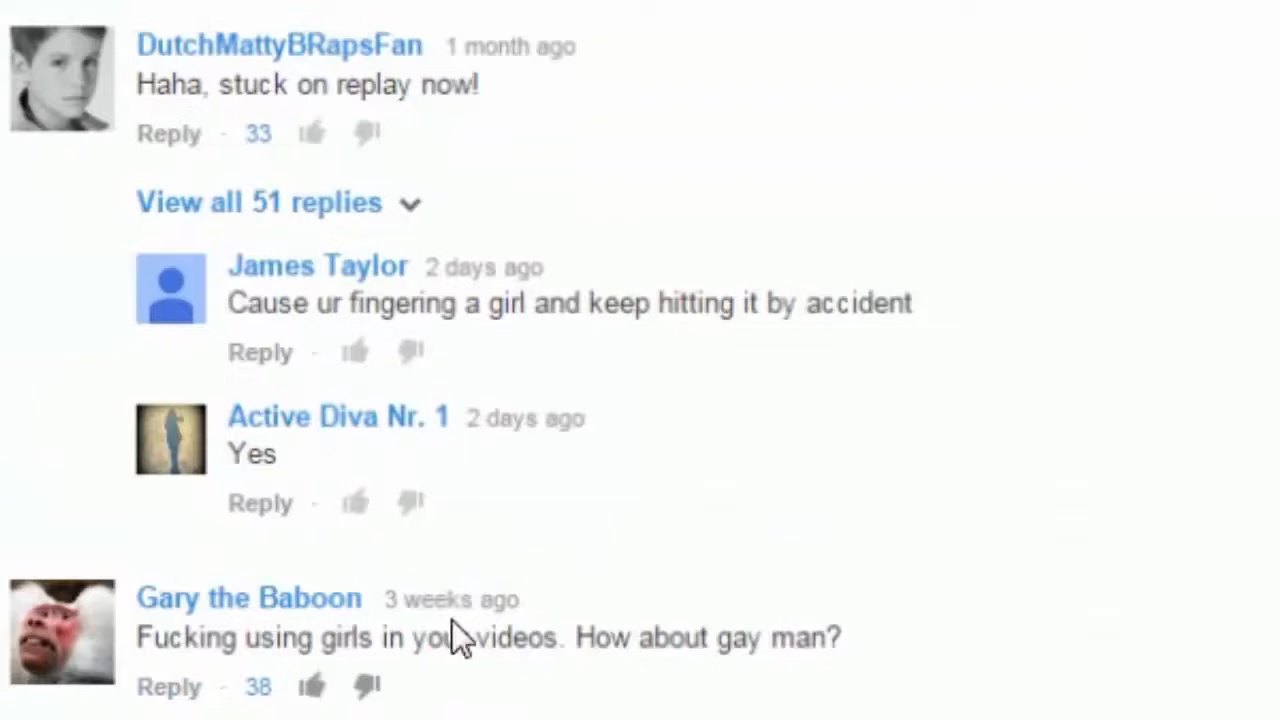 DutchMattyBRapsFan 1 month ago
Haha, stuck on replay now!
Reply · 33
View all 51 replies
James Taylor 2 days ago
Cause ur fingering a girl and keep hitting it by accident
Reply ·
Active Diva Nr. 1 2 days ago
Yes
Reply ·
Gary the Baboon 3 weeks ago
Fucking using girls in your videos. How about gay man?
Reply · 38